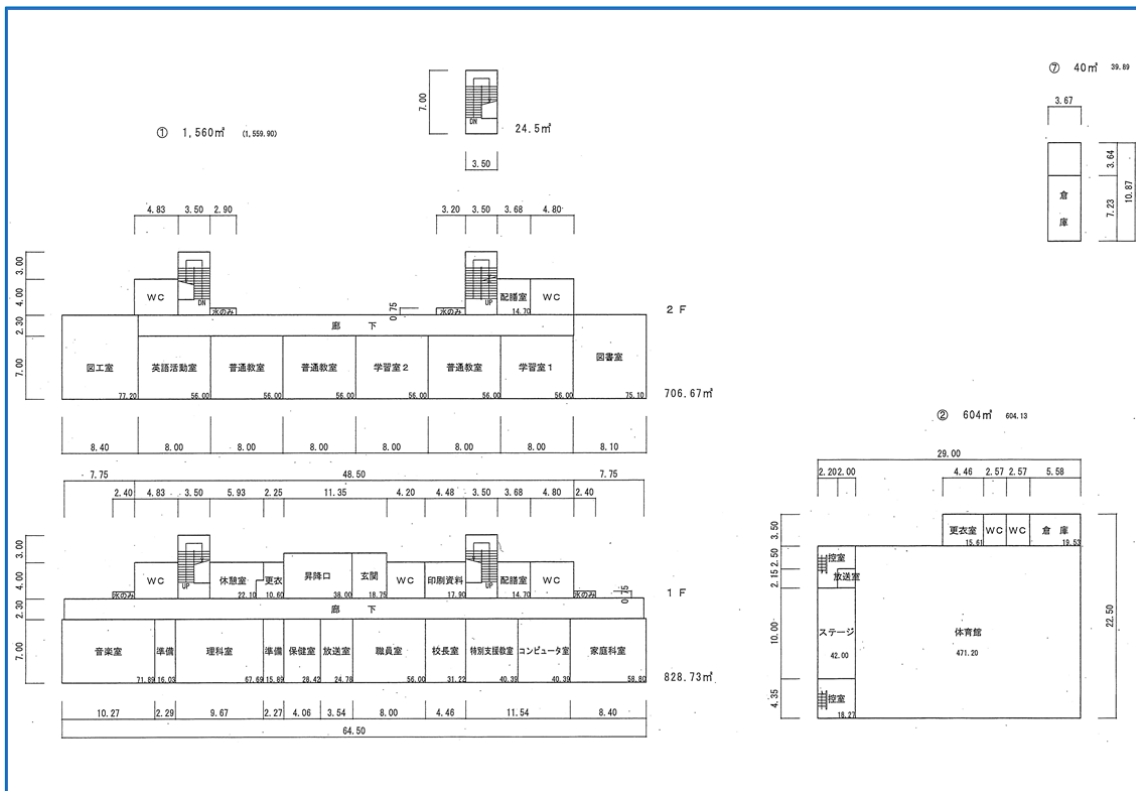 ⑦ 40㎡ 39.89
3.67
3.64
7.23
10.87
倉庫
7.00
DN
24.5㎡
3.50
① 1,560㎡ (1,559.90)
4.83 3.50 2.90
3.20 3.50 3.68 4.80
3.00
4.00
2.30
7.00
WC
DN
水のみ
0.75
水のみ
UP
配膳室
14.70
WC
2F
廊下
図工室
77.20
英語活動室
56.00
普通教室
56.00
普通教室
56.00
学習室2
56.00
普通教室
56.00
学習室1
56.00
図書室
75.10
706.67㎡
8.40 8.00 8.00 8.00 8.00 8.00 8.00 8.10
7.75 48.50 7.75
2.40 4.83 3.50 5.93 2.25 11.35 4.20 4.48 3.50 3.68 4.80 2.40
3.00
4.00
2.30
7.00
水のみ
WC
UP
休憩室
22.10
更衣
10.60
昇降口
38.00
玄関
18.75
WC
印刷資料
17.90
UP
配膳室
14.70
WC
水のみ
0.75
1F
廊下
音楽室
71.89
準備
16.03
理科室
67.69
準備
15.89
保健室
28.42
放送室
24.78
職員室
56.00
校長室
31.22
特別支援教室
40.39
コンピュータ室
40.39
家庭科室
58.80
828.73㎡
10.27 2.29 9.67 2.27 4.06 3.54 8.00 4.46 11.54 8.40
64.50
② 604㎡ 604.13
29.00
2.20 2.00
4.46 2.57 2.57 5.58
3.50
2.50
2.15
10.00
4.35
22.50
更衣室
15.61
WC
WC
倉庫
19.53
控室
放送室
ステージ
42.00
体育館
471.20
控室
18.27